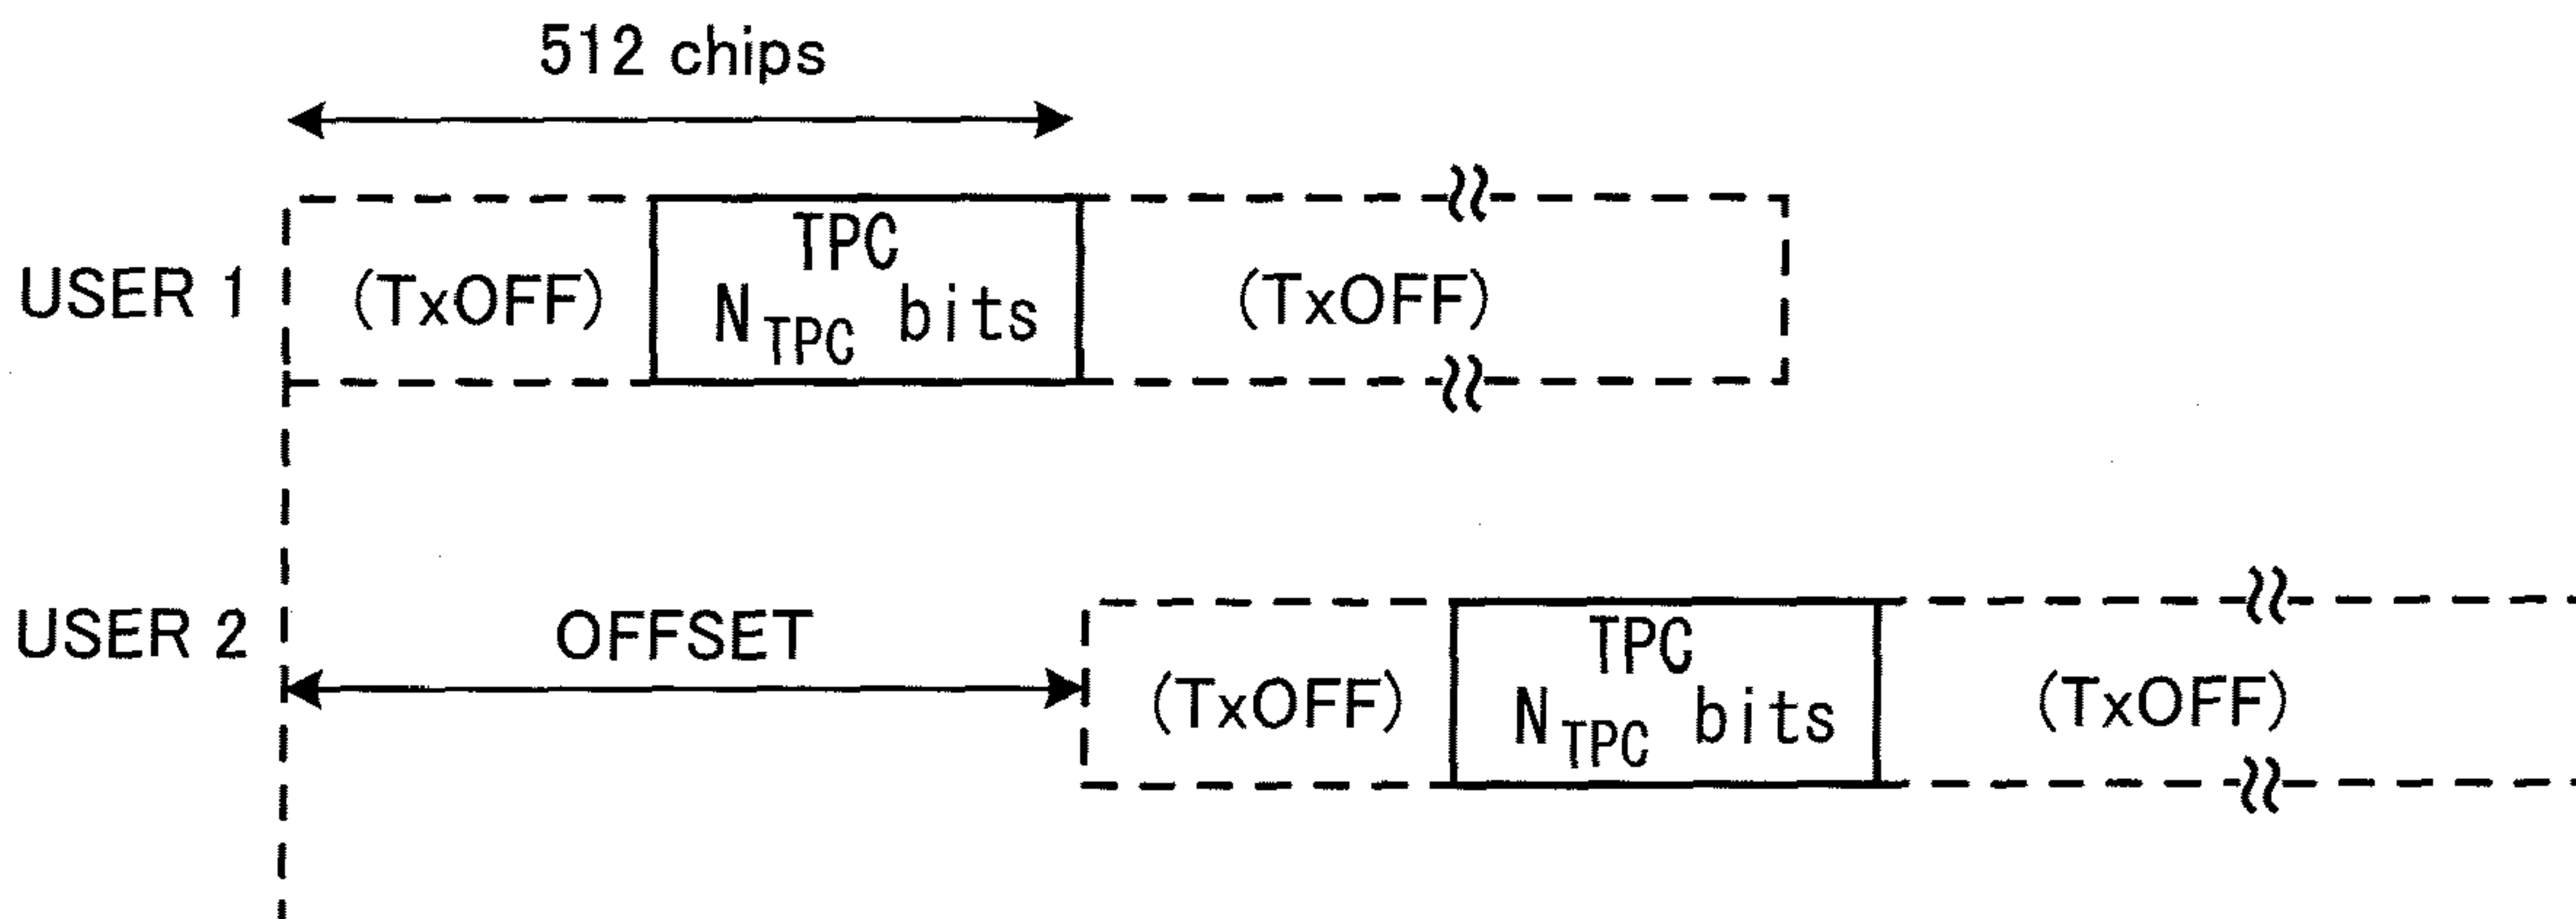 512 chips
USER 1
(TxOFF)
TPC
N_TPC bits
(TxOFF)
USER 2
OFFSET
(TxOFF)
TPC
N_TPC bits
(TxOFF)